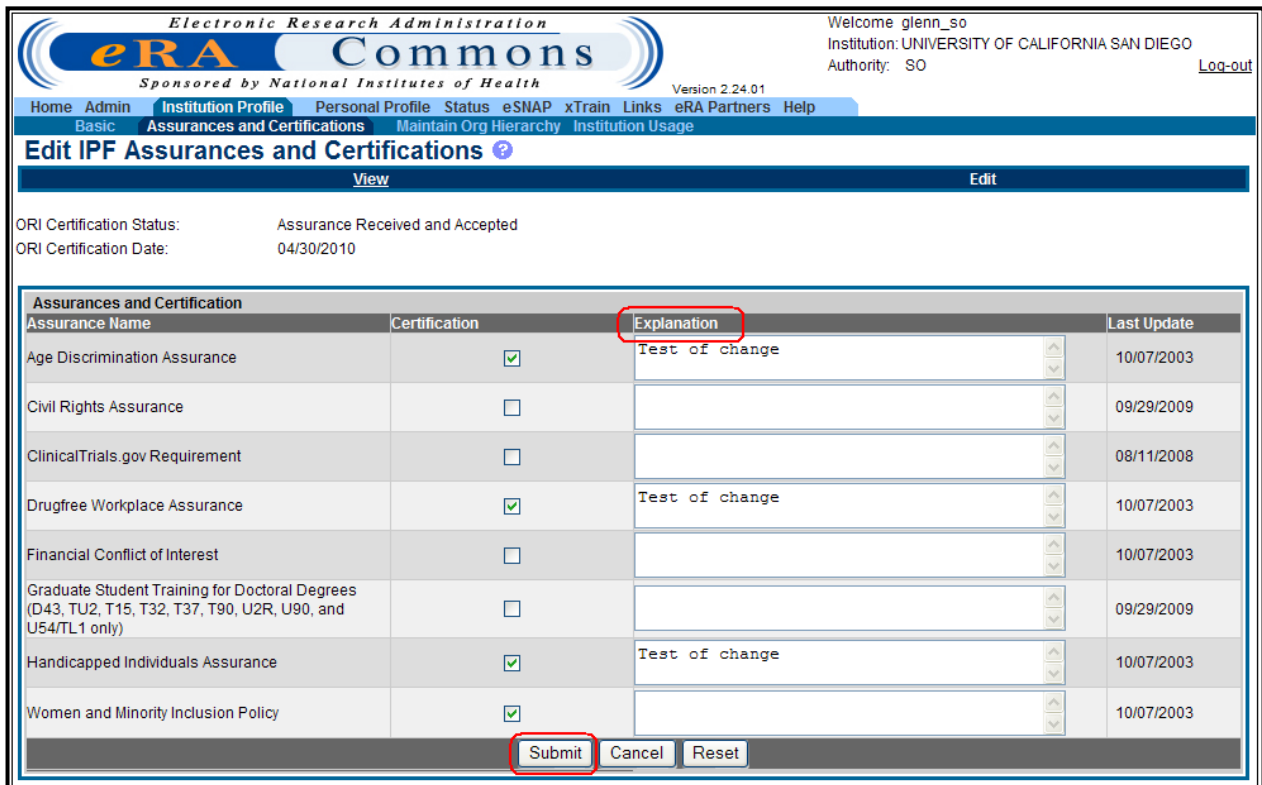 Electronic Research Administration
eRA Commons
Sponsored by National Institutes of Health
Version 2.24.01
Welcome glenn_so
Institution: UNIVERSITY OF CALIFORNIA SAN DIEGO
Authority: SO
Log-out
Home Admin Institution Profile Personal Profile Status eSNAP xTrain Links eRA Partners Help
Basic Assurances and Certifications Maintain Org Hierarchy Institution Usage
Edit IPF Assurances and Certifications ?
View Edit
ORI Certification Status: Assurance Received and Accepted
ORI Certification Date: 04/30/2010
Assurances and Certification
Assurance Name Certification Explanation Last Update
Age Discrimination Assurance Test of change 10/07/2003
Civil Rights Assurance 09/29/2009
ClinicalTrials.gov Requirement 08/11/2008
Drugfree Workplace Assurance Test of change 10/07/2003
Financial Conflict of Interest 10/07/2003
Graduate Student Training for Doctoral Degrees
(D43, TU2, T15, T32, T37, T90, U2R, U90, and
U54/TL1 only) 09/29/2009
Handicapped Individuals Assurance Test of change 10/07/2003
Women and Minority Inclusion Policy 10/07/2003
Submit Cancel Reset